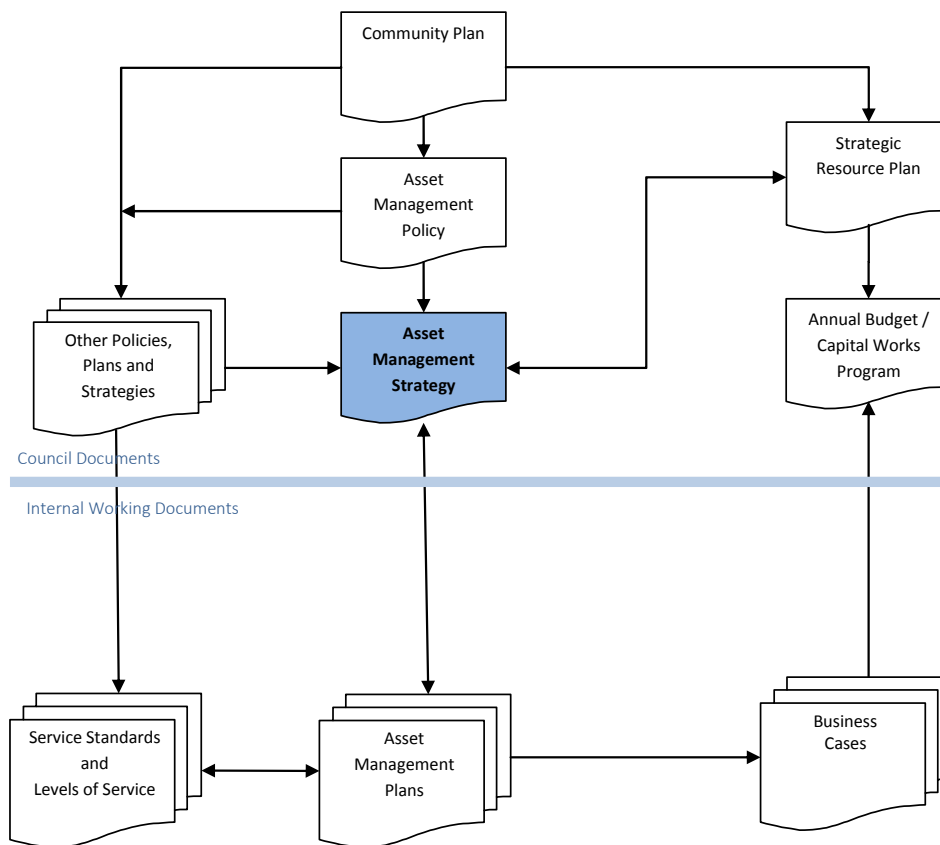 Community Plan
Strategic
Resource Plan
Asset
Management
Policy
Other Policies,
Plans and
Strategies
Asset
Management
Strategy
Annual Budget /
Capital Works
Program
Council Documents
Internal Working Documents
Service Standards
and
Levels of Service
Asset
Management
Plans
Business
Cases